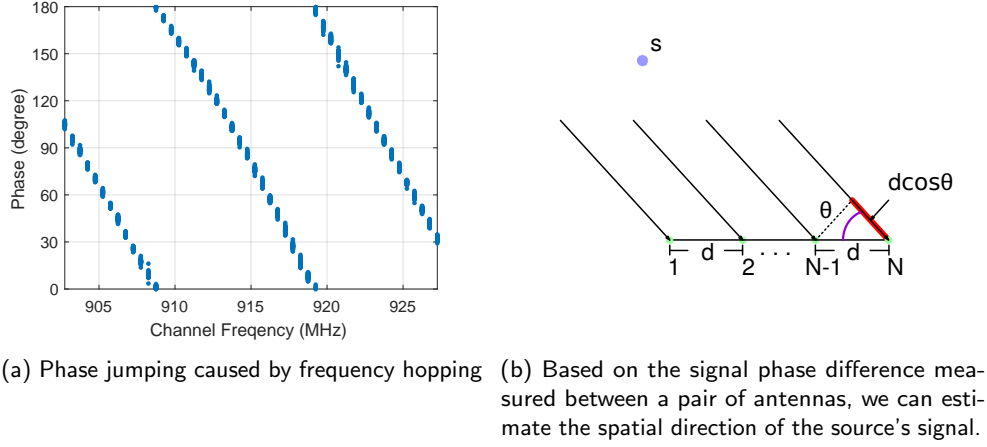 180
150
120
90
60
30
0
Phase (degree)
905 910 915 920 925
Channel Freqency (MHz)
s
dcosθ
θ
d d
1 2 ... N-1 N
(a) Phase jumping caused by frequency hopping
(b) Based on the signal phase difference mea-
sured between a pair of antennas, we can esti-
mate the spatial direction of the source's signal.